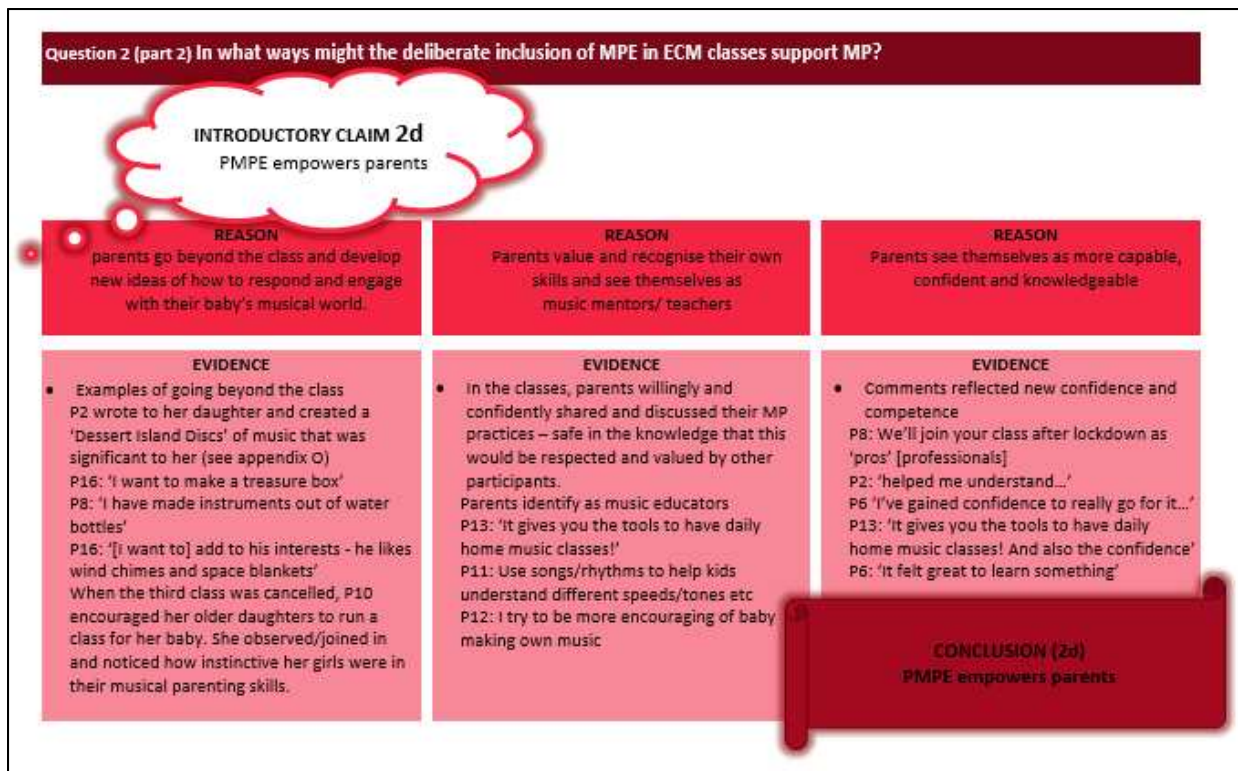 Question 2 (part 2) In what ways might the deliberate inclusion of MPE in ECM classes support MP?
INTRODUCTORY CLAIM 2d
PMPE empowers parents
REASON
parents go beyond the class and develop
new ideas of how to respond and engage
with their baby's musical world.
REASON
Parents value and recognise their own
skills and see themselves as
music mentors/ teachers
REASON
Parents see themselves as more capable,
confident and knowledgeable
EVIDENCE
• Examples of going beyond the class
P2 wrote to her daughter and created a
'Dessert Island Discs' of music that was
significant to her (see appendix O)
P16: 'I want to make a treasure box'
P8: 'I have made instruments out of water
bottles'
P16: '[I want to] add to his interests - he likes
wind chimes and space blankets'
When the third class was cancelled, P10
encouraged her older daughters to run a
class for her baby. She observed/joined in
and noticed how instinctive her girls were in
their musical parenting skills.
EVIDENCE
• In the classes, parents willingly and
confidently shared and discussed their MP
practices – safe in the knowledge that this
would be respected and valued by other
participants.
Parents identify as music educators
P13: 'It gives you the tools to have daily
home music classes!'
P11: Use songs/rhythms to help kids
understand different speeds/tones etc
P12: I try to be more encouraging of baby
making own music
EVIDENCE
• Comments reflected new confidence and
competence
P8: We'll join your class after lockdown as
'pros' [professionals]
P2: 'helped me understand...'
P6 'I've gained confidence to really go for it...'
P13: 'It gives you the tools to have daily
home music classes! And also the confidence'
P6: 'It felt great to learn something'
CONCLUSION (2d)
PMPE empowers parents